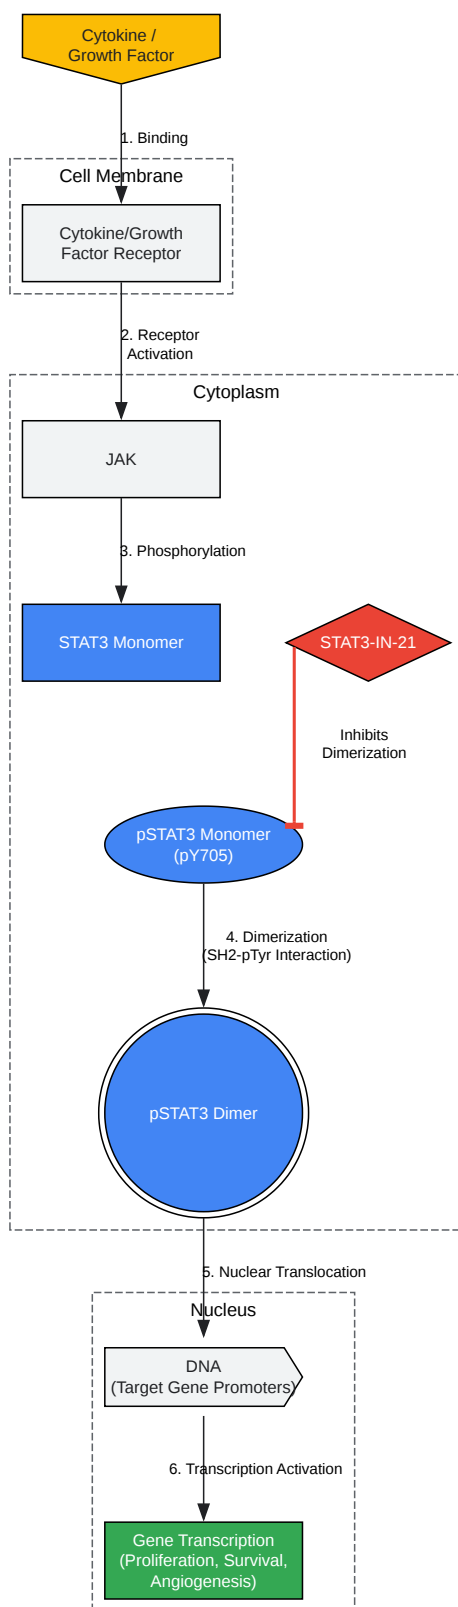 Cytokine /
Growth Factor
1. Binding
Cell Membrane
Cytokine/Growth
Factor Receptor
2. Receptor
Activation
Cytoplasm
JAK
3. Phosphorylation
STAT3 Monomer
STAT3-IN-21
Inhibits
Dimerization
pSTAT3 Monomer
(pY705)
4. Dimerization
(SH2-pTyr Interaction)
pSTAT3 Dimer
5. Nuclear Translocation
Nucleus
DNA
(Target Gene Promoters)
6. Transcription Activation
Gene Transcription
(Proliferation, Survival,
Angiogenesis)